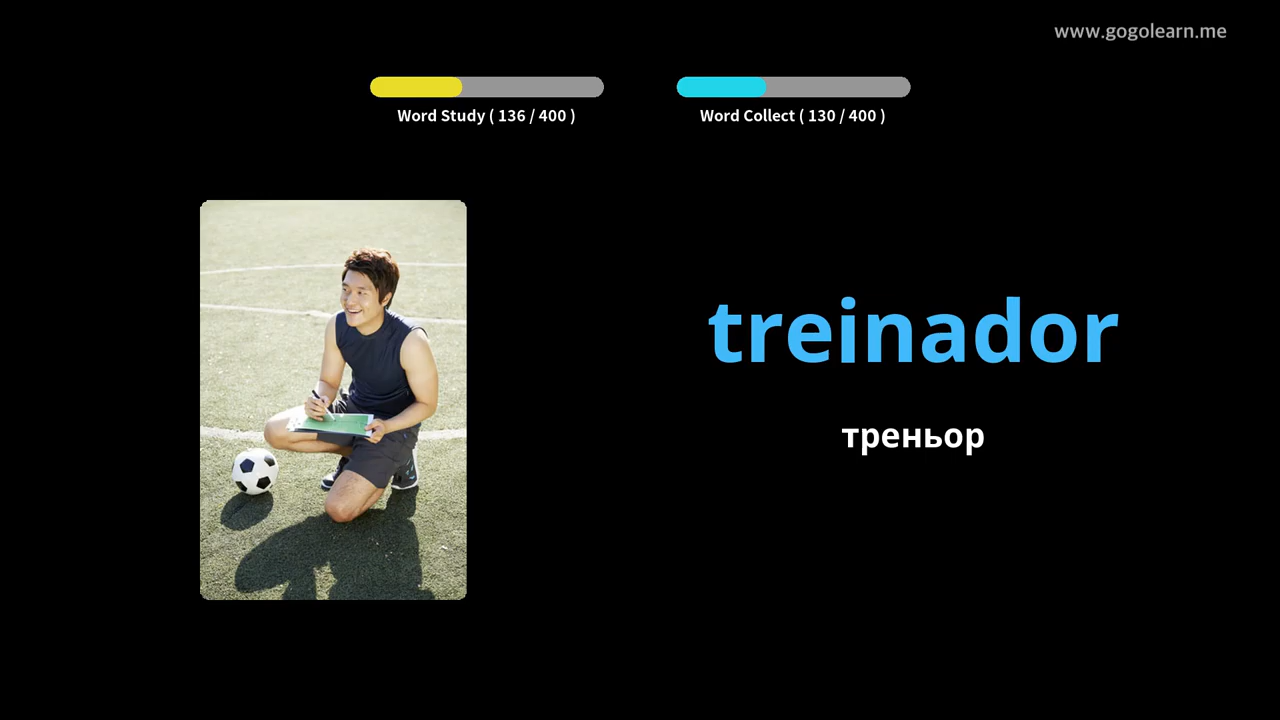 www.gogolearn.me
Word Study ( 136 / 400 )
Word Collect ( 130 / 400 )
treinador
треньор